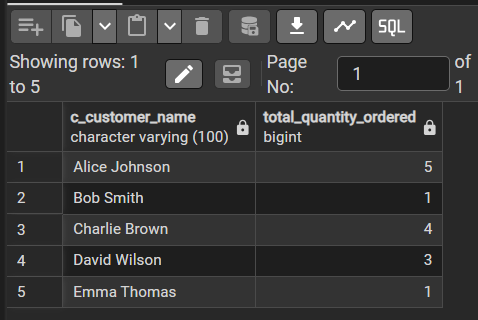 SQL
Showing rows: 1 to 5
Page No: 1 of 1
c_customer_name total_quantity_ordered
character varying (100) bigint
1 Alice Johnson 5
2 Bob Smith 1
3 Charlie Brown 4
4 David Wilson 3
5 Emma Thomas 1